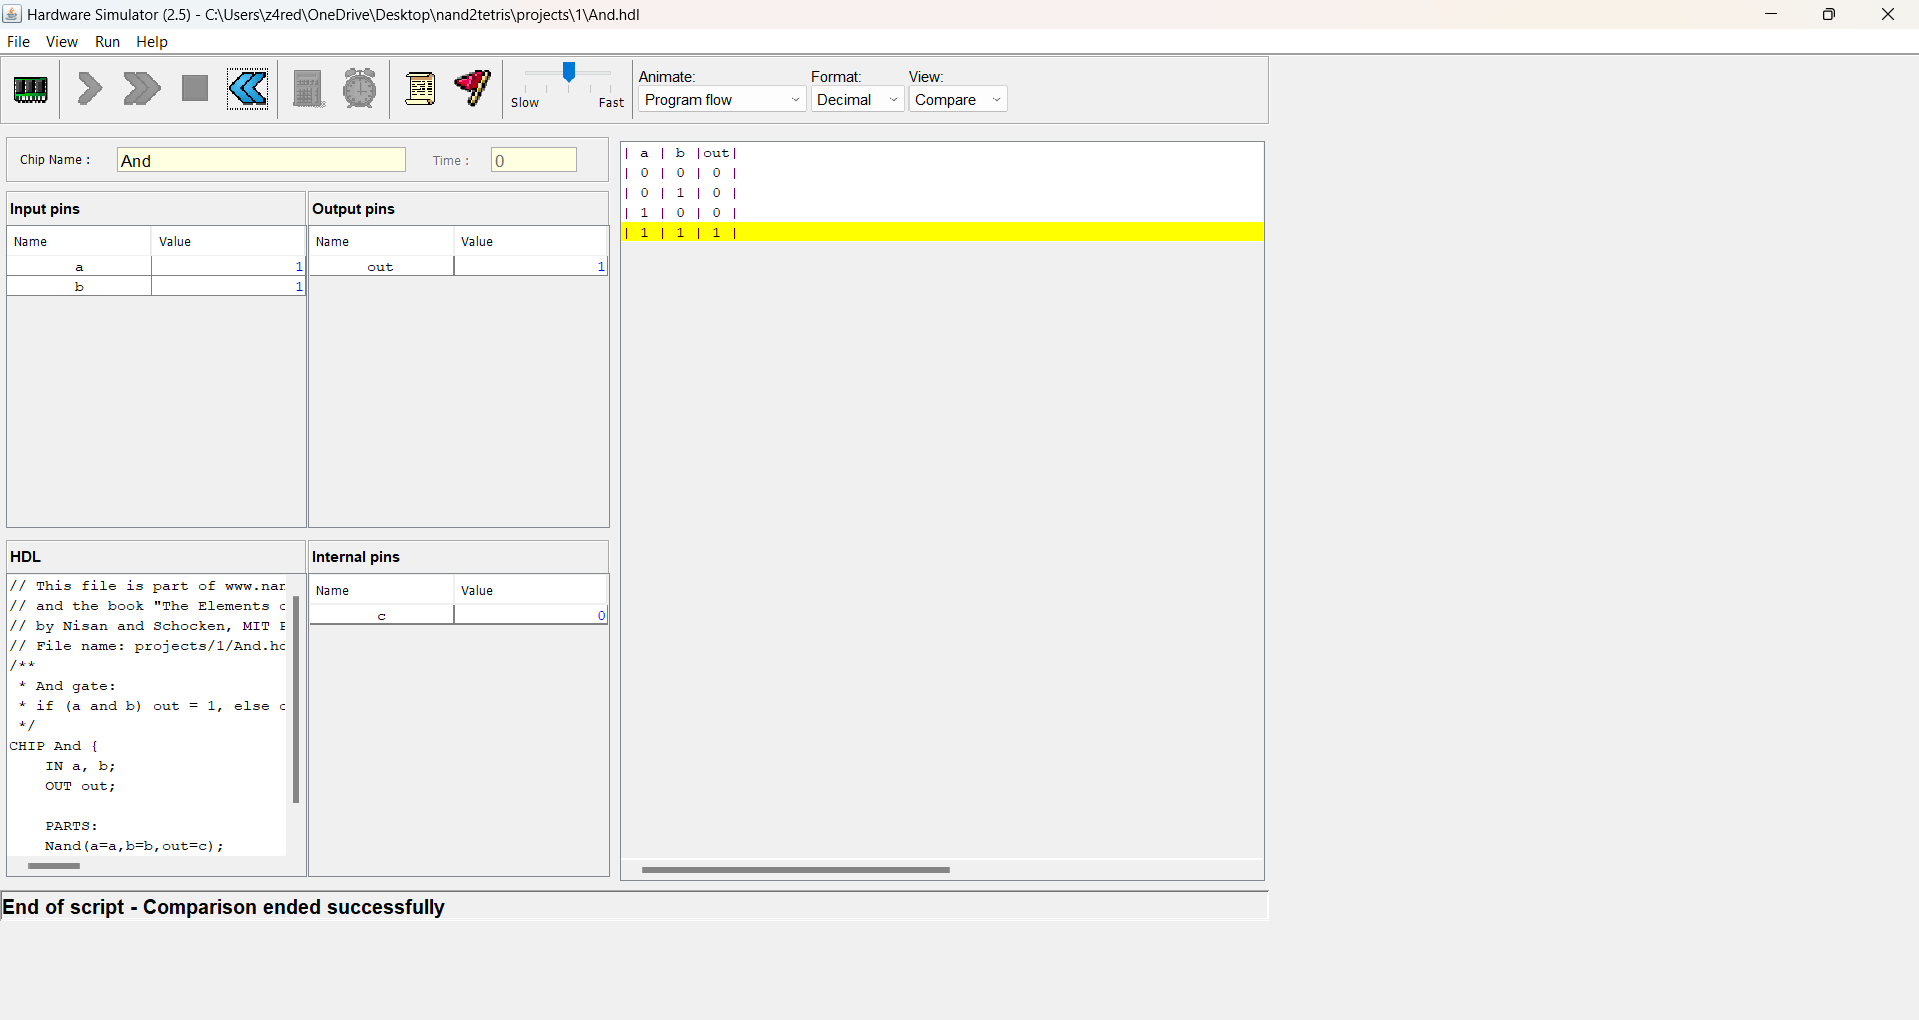 Hardware Simulator (2.5) - C:\Users\z4red\OneDrive\Desktop\nand2tetris\projects\1\And.hdl
File View Run Help
Slow Fast
Animate: Format: View:
Program flow Decimal Compare
Chip Name : And Time : 0
Input pins
Name Value
a 1
b 1
Output pins
Name Value
out 1
| a | b |out|
| 0 | 0 | 0 |
| 0 | 1 | 0 |
| 1 | 0 | 0 |
| 1 | 1 | 1 |
HDL
// This file is part of www.nan
// and the book "The Elements
// by Nisan and Schocken, MIT
// File name: projects/1/And.hd
/**
* And gate:
* if (a and b) out = 1, else
*/
CHIP And {
IN a, b;
OUT out;
PARTS:
Nand(a=a,b=b,out=c);
Internal pins
Name Value
c 0
End of script - Comparison ended successfully